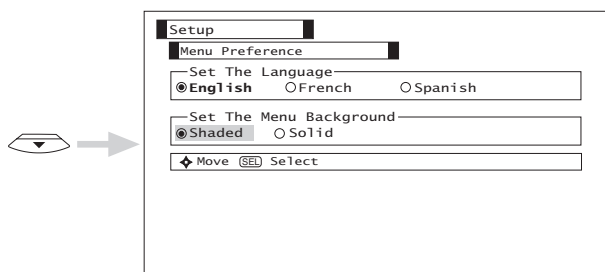 Setup
Menu Preference
Set The Language
English French Spanish
Set The Menu Background
Shaded Solid
Move SEL Select